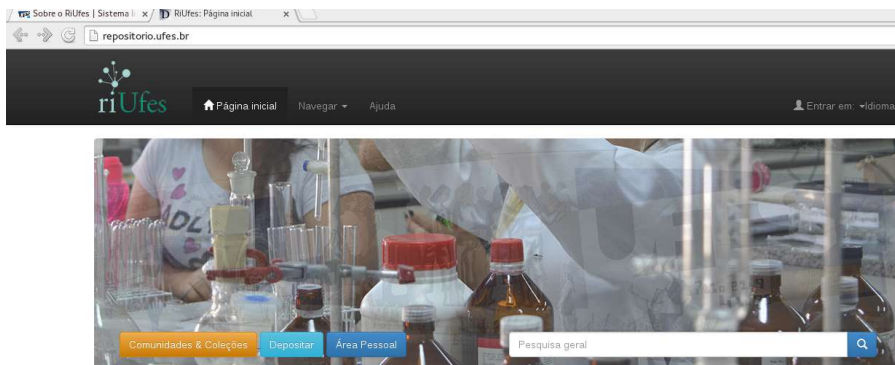 Sobre o RiUfes | Sistema I
RiUfes: Página inicial
repositorio.ufes.br
riUfes
Página inicial
Navegar
Ajuda
Entrar em:
Idioma
Comunidades & Coleções
Depositar
Área Pessoal
Pesquisa geral